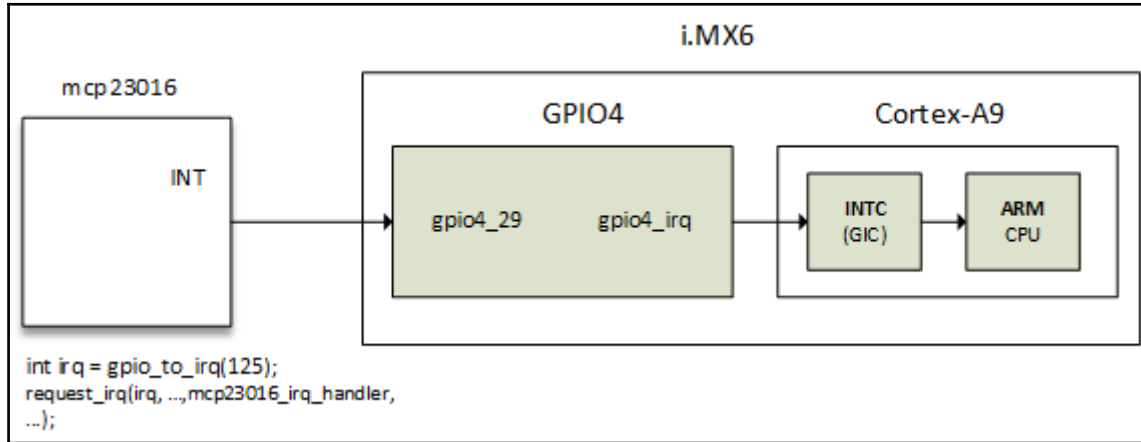 i.MX6
mcp23016
GPIO4
Cortex-A9
INT
gpio4_29
gpio4_irq
INTC
(GIC)
ARM
CPU
int irq = gpio_to_irq(125);
request_irq(irq, ...,mcp23016_irq_handler,
...);